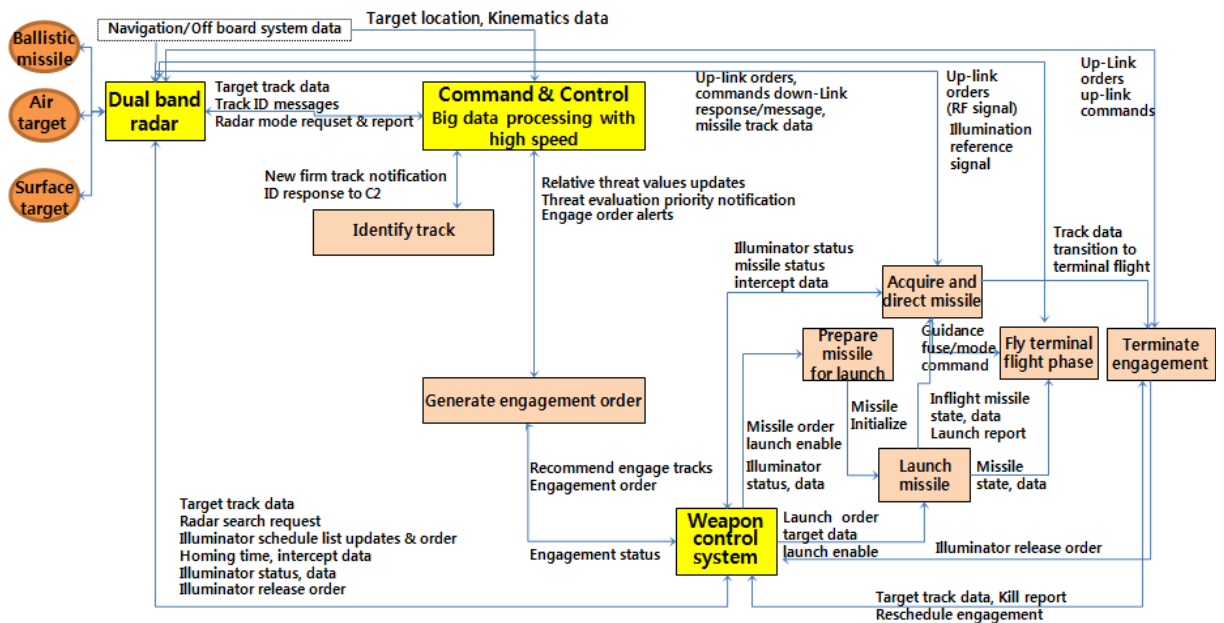 Navigation/Off board system data
Target location, Kinematics data
Ballistic
missile
Air
target
Surface
target
Dual band
radar
Target track data
Track ID messages
Radar mode requset & report
Command & Control
Big data processing with
high speed
Up-link orders,
commands down-Link
response/message,
missile track data
Up-link
orders
(RF signal)
Illumination
reference
signal
Up-Link
orders
up-link
commands
New firm track notification
ID response to C2
Identify track
Relative threat values updates
Threat evaluation priority notification
Engage order alerts
Illuminator status
missile status
intercept data
Acquire and
direct missile
Track data
transition to
terminal flight
Prepare
missile
for launch
Guidance
fuse/mode
command
Fly terminal
flight phase
Terminate
engagement
Generate engagement order
Missile
Initialize
Inflight missile
state, data
Launch report
Missile order
launch enable
Illuminator
status, data
Launch
missile
Missile
state, data
Recommend engage tracks
Engagement order
Engagement status
Weapon
control
system
Launch order
target data
launch enable
Illuminator release order
Target track data
Radar search request
Illuminator schedule list updates & order
Homing time, intercept data
Illuminator status, data
Illuminator release order
Target track data, Kill report
Reschedule engagement